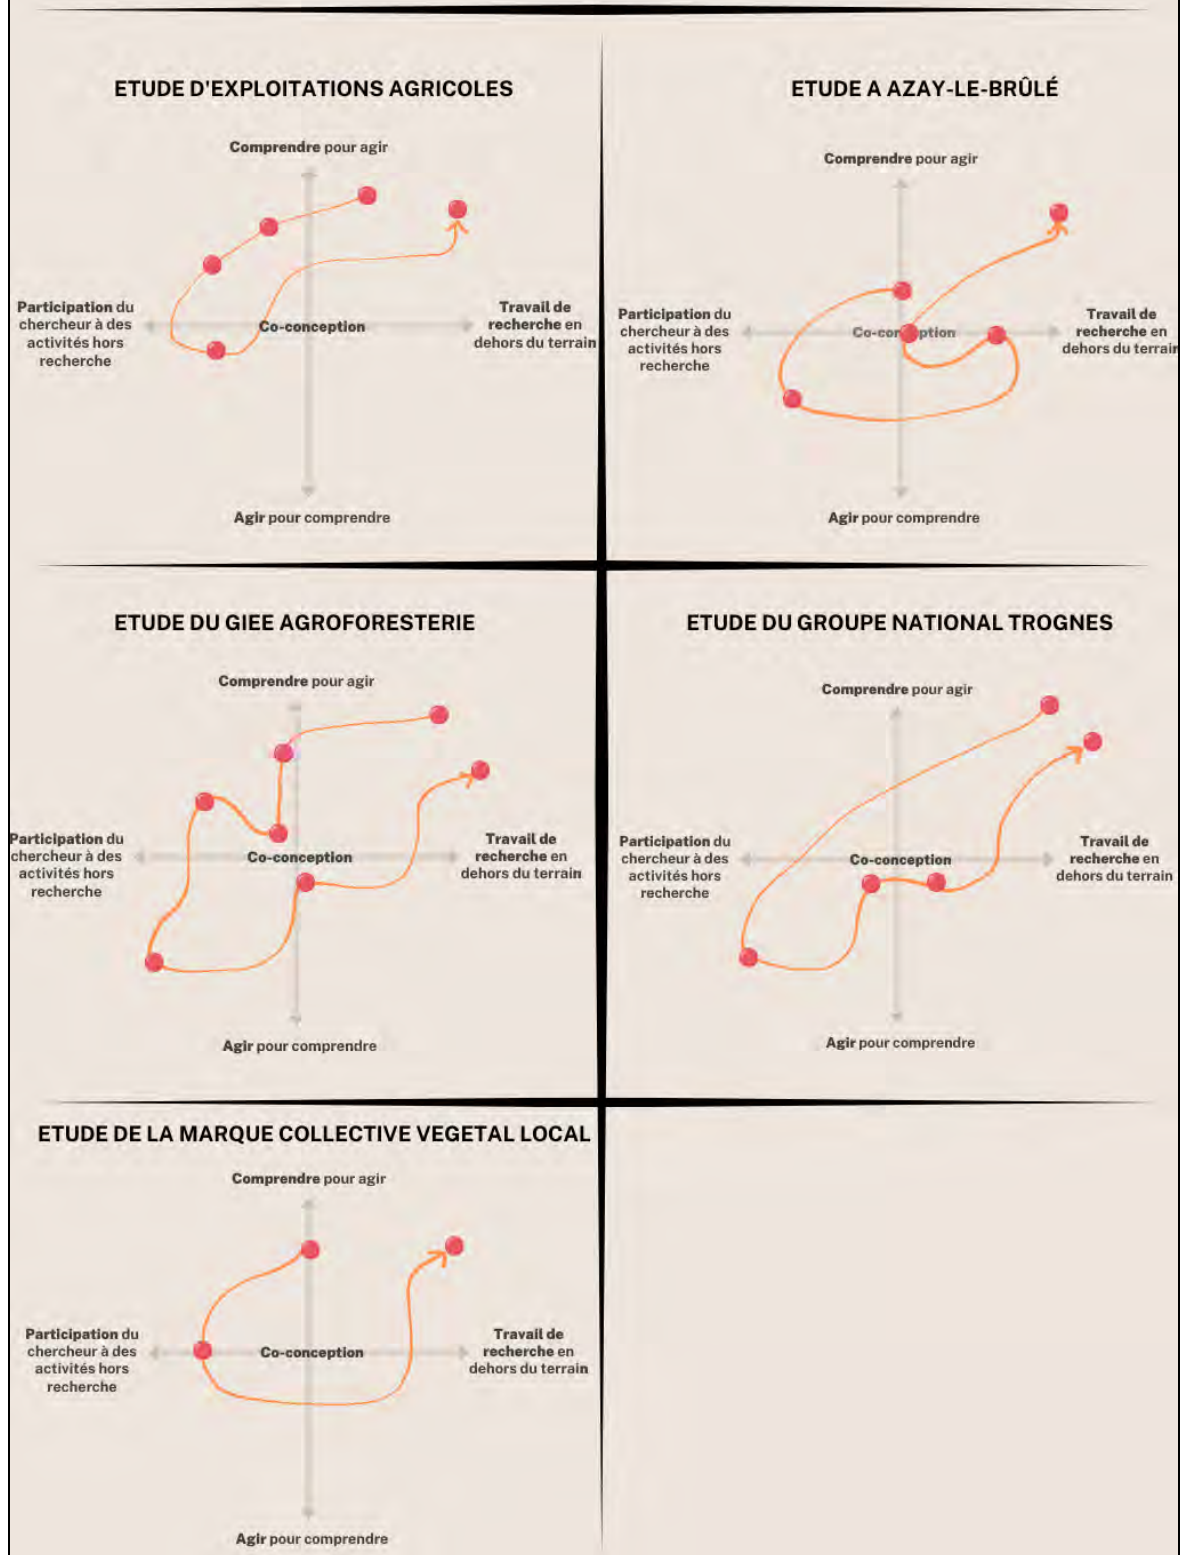 ETUDE D'EXPLOITATIONS AGRICOLES
Comprendre pour agir
Participation du
chercheur à des
activités hors
recherche
Co-conception
Travail de
recherche en
dehors du terrain
Agir pour comprendre
ETUDE A AZAY-LE-BRÛLÉ
Comprendre pour agir
Participation du
chercheur à des
activités hors
recherche
Co-conception
Travail de
recherche en
dehors du terrain
Agir pour comprendre
ETUDE DU GIEE AGROFORESTERIE
Comprendre pour agir
Participation du
chercheur à des
activités hors
recherche
Co-conception
Travail de
recherche en
dehors du terrain
Agir pour comprendre
ETUDE DU GROUPE NATIONAL TROGNES
Comprendre pour agir
Participation du
chercheur à des
activités hors
recherche
Co-conception
Travail de
recherche en
dehors du terrain
Agir pour comprendre
ETUDE DE LA MARQUE COLLECTIVE VEGETAL LOCAL
Comprendre pour agir
Participation du
chercheur à des
activités hors
recherche
Co-conception
Travail de
recherche en
dehors du terrain
Agir pour comprendre